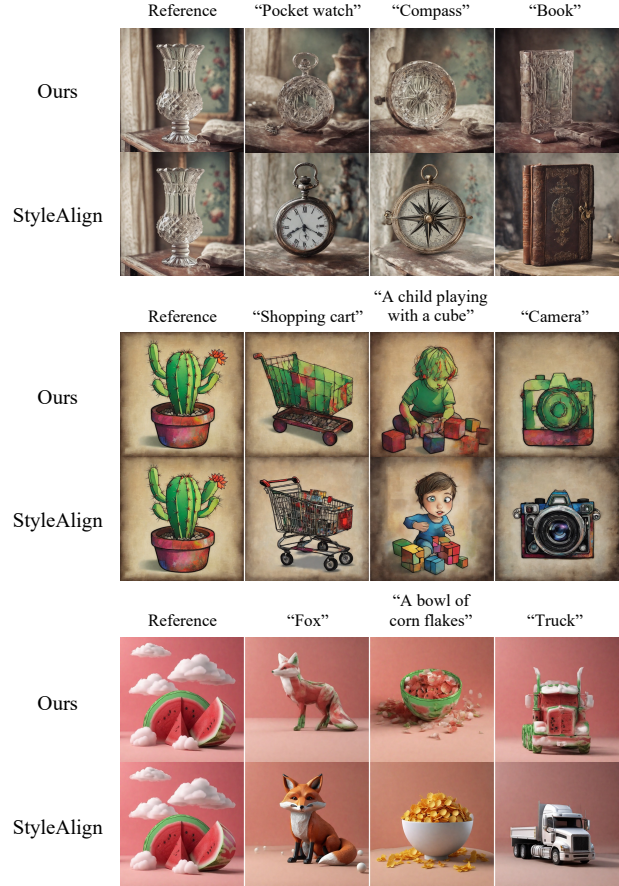 Reference “Pocket watch” “Compass” “Book”
Ours
StyleAlign
Reference “Shopping cart” “A child playing
with a cube” “Camera”
Ours
StyleAlign
Reference “Fox” “A bowl of
corn flakes” “Truck”
Ours
StyleAlign